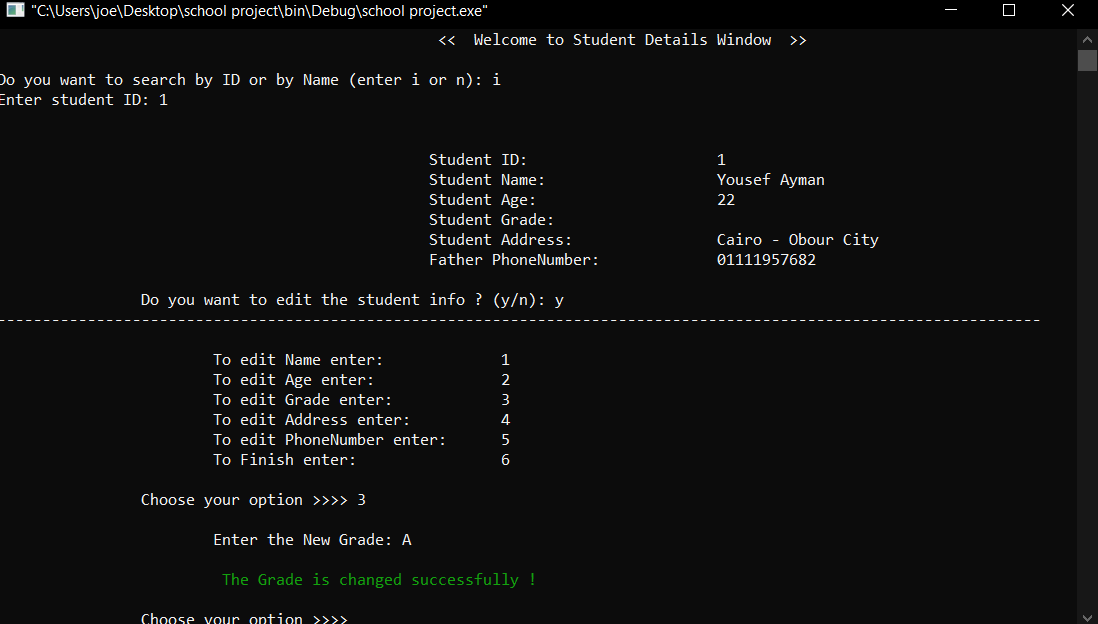 "C:\Users\joe\Desktop\school project\bin\Debug\school project.exe"
<< Welcome to Student Details Window >>
Do you want to search by ID or by Name (enter i or n): i
Enter student ID: 1
Student ID: 1
Student Name: Yousef Ayman
Student Age: 22
Student Grade:
Student Address: Cairo - Obour City
Father PhoneNumber: 01111957682
Do you want to edit the student info ? (y/n): y
--------------------------------------------------------------------------------------------------------------------
To edit Name enter: 1
To edit Age enter: 2
To edit Grade enter: 3
To edit Address enter: 4
To edit PhoneNumber enter: 5
To Finish enter: 6
Choose your option >>>> 3
Enter the New Grade: A
The Grade is changed successfully !
Choose your option >>>>